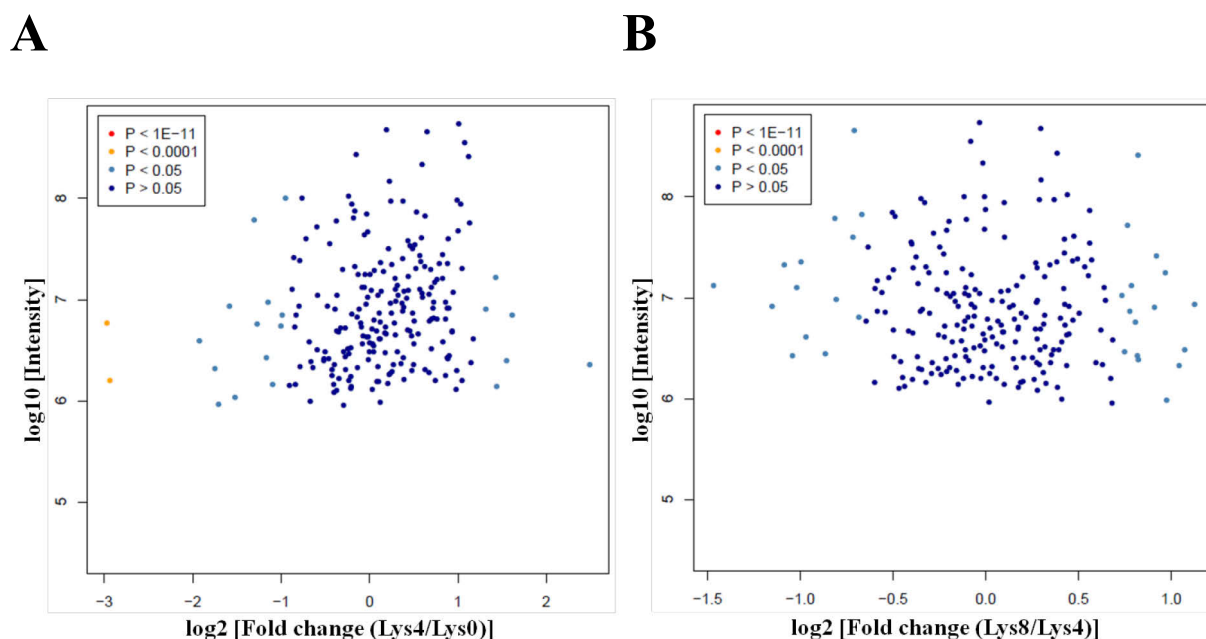 A
B
P < 1E−11
P < 0.0001
P < 0.05
P > 0.05
P < 1E−11
P < 0.0001
P < 0.05
P > 0.05
log10 [Intensity]
8
7
6
5
log10 [Intensity]
8
7
6
5
−3
−2
−1
0
1
2
−1.5
−1.0
−0.5
0.0
0.5
1.0
log2 [Fold change (Lys4/Lys0)]
log2 [Fold change (Lys8/Lys4)]